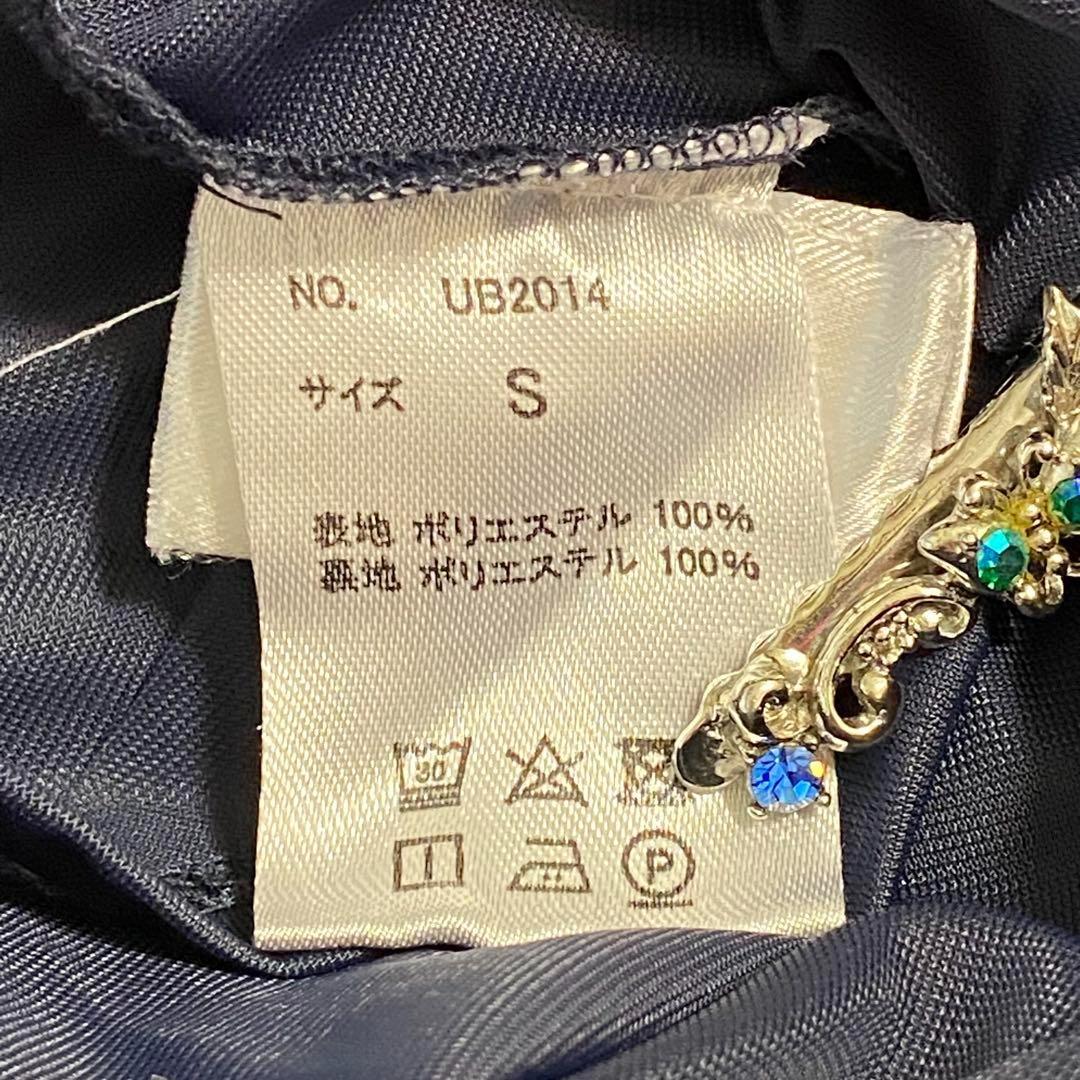 NO. UB2014
サイズ S
表地 ポリエステル 100%
裏地 ポリエステル 100%
30
P